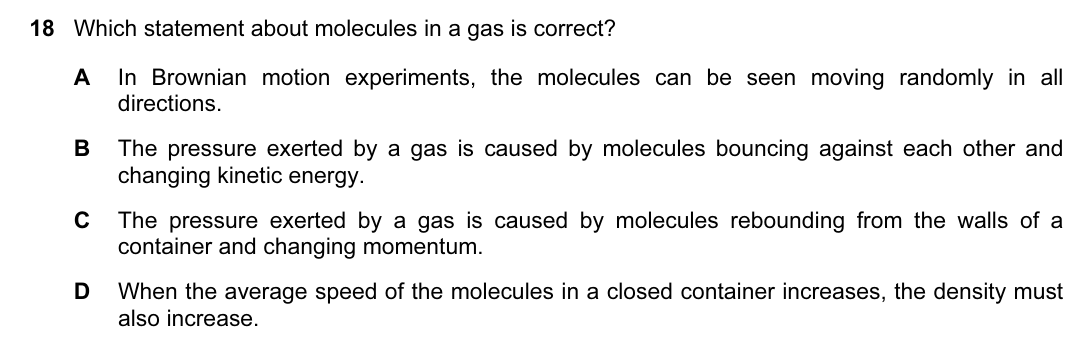 18 Which statement about molecules in a gas is correct?
A In Brownian motion experiments, the molecules can be seen moving randomly in all
directions.
B The pressure exerted by a gas is caused by molecules bouncing against each other and
changing kinetic energy.
C The pressure exerted by a gas is caused by molecules rebounding from the walls of a
container and changing momentum.
D When the average speed of the molecules in a closed container increases, the density must
also increase.